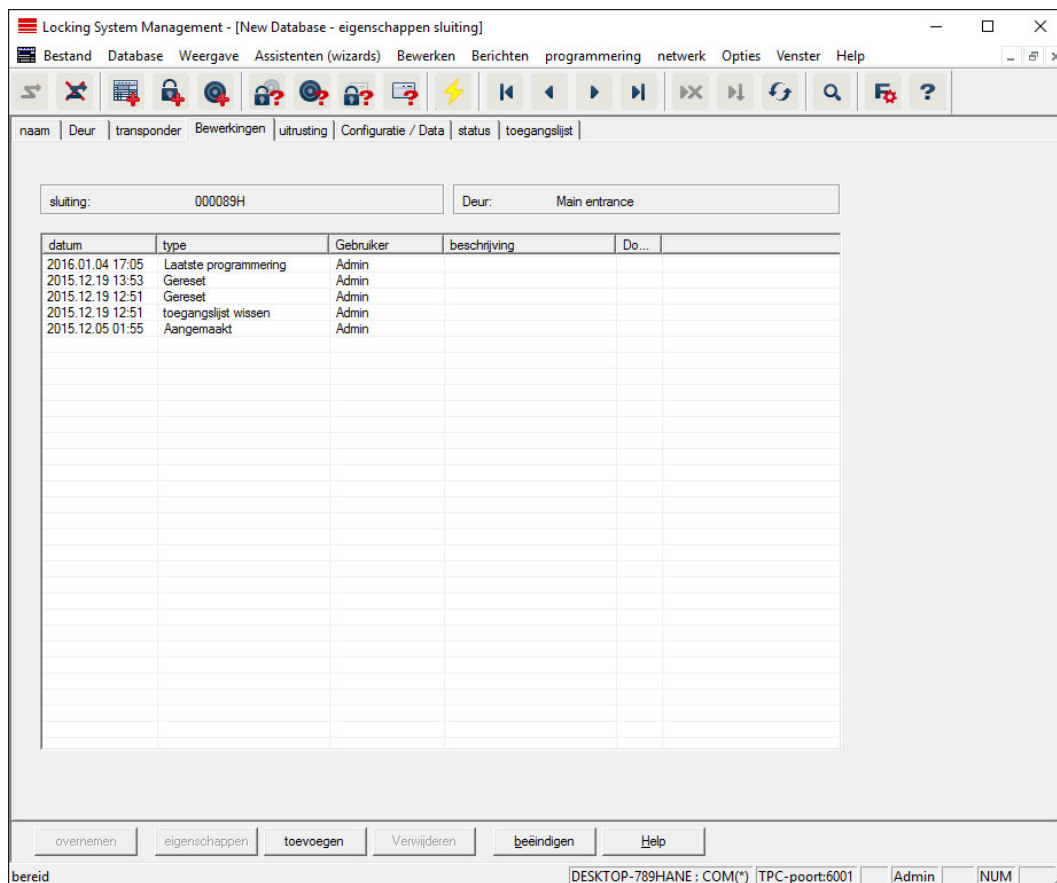 Locking System Management - [New Database - eigenschappen sluiting]
Bestand Database Weergave Assistenten (wizards) Bewerken Berichten programmering netwerk Opties Venster Help
naam Deur transponder Bewerkingen uitrusting Configuratie / Data status toegangslijst
sluiting: 000089H Deur: Main entrance
datum type Gebruiker beschrijving Do...
2016.01.04 17:05 Laatste programmering Admin
2015.12.19 13:53 Gereset Admin
2015.12.19 12:51 Gereset Admin
2015.12.19 12:51 toegangslijst wissen Admin
2015.12.05 01:55 Aangemaakt Admin
overnemen eigenschappen toevoegen Verwijderen beëindigen Help
bereid DESKTOP-789HANE : COM(*) TPC-poort:6001 Admin NUM